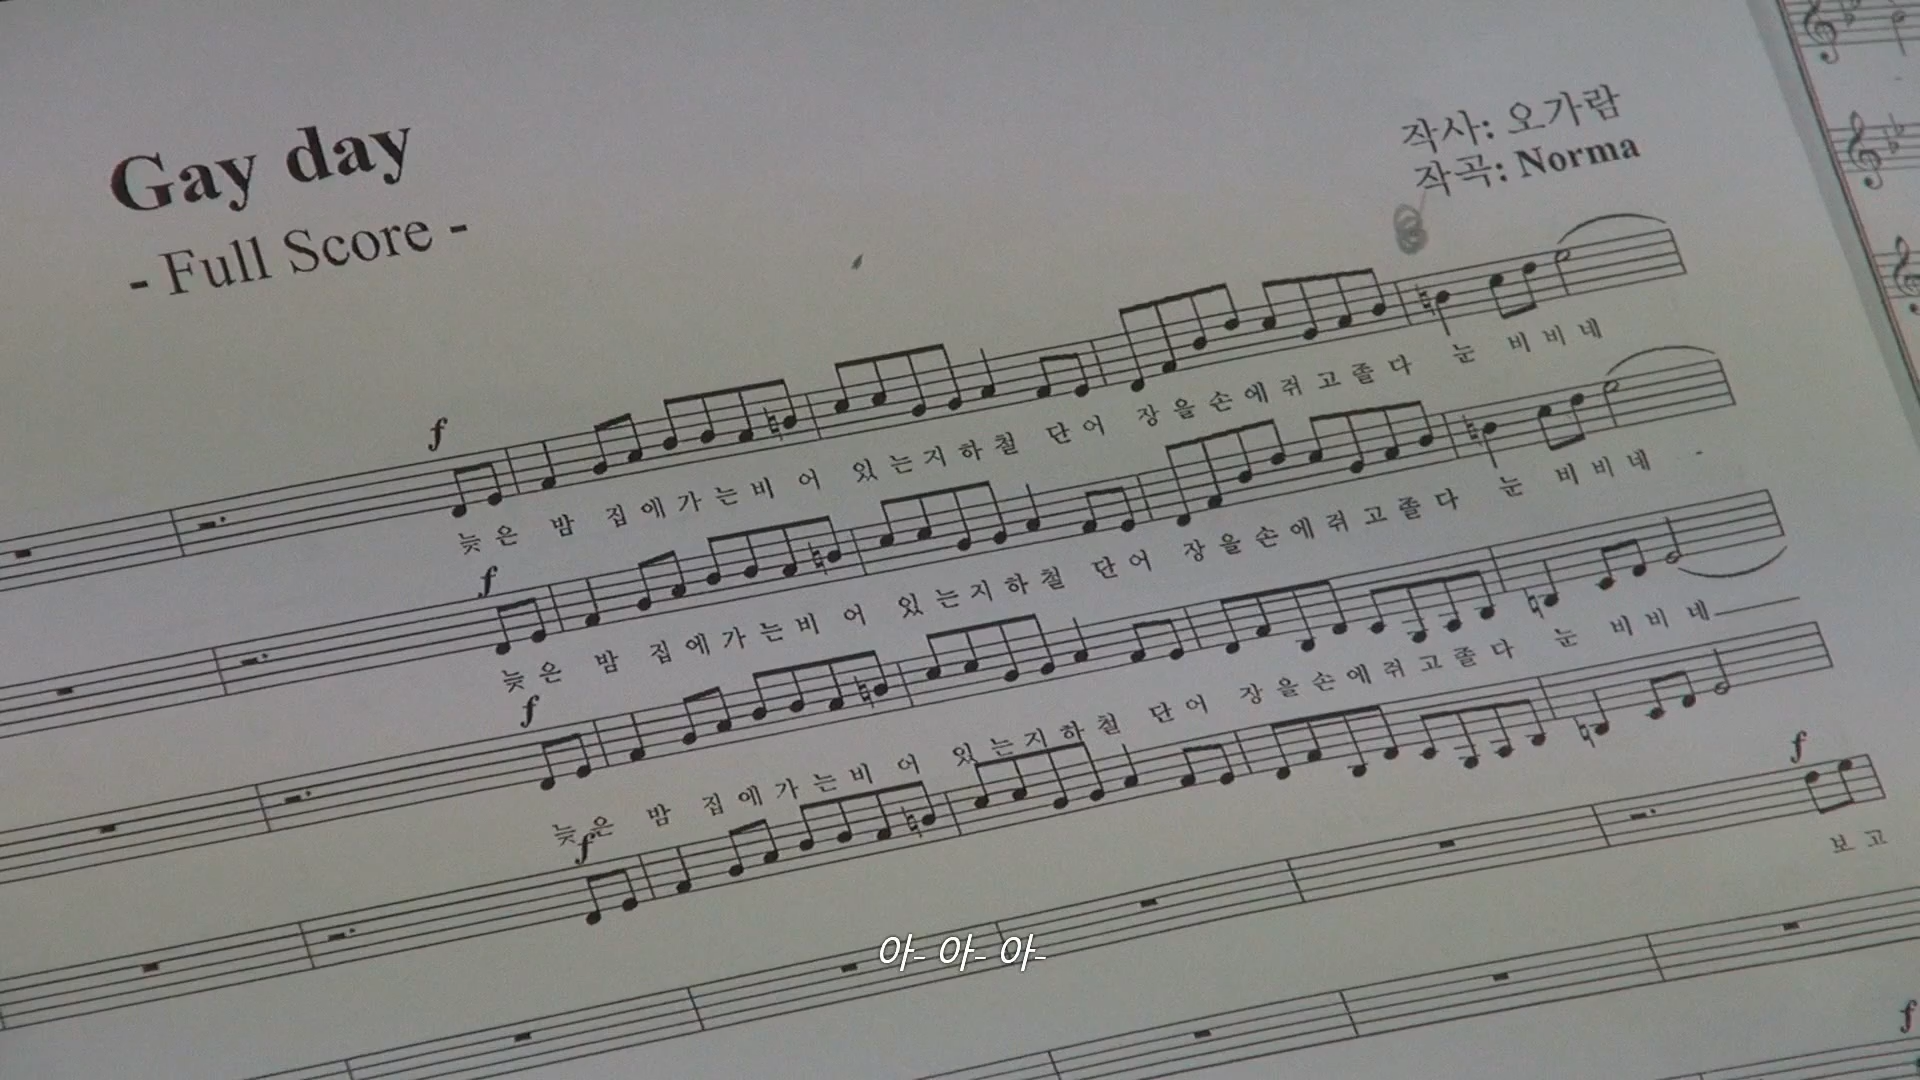 Gay day
- Full Score -
작사: 오가람
작곡: Norma
f
늦은 밤 집에가는비 어 있는지하철 단어 장을손에쥐고졸다 눈 비비네
f
늦은 밤 집에가는비 어 있는지하철 단어 장을손에쥐고졸다 눈 비비네 -
f
늦은 밤 집에가는비 어 있는지하철 단어 장을손에쥐고졸다 눈 비비네
f
f
보고
f
아- 아- 아-